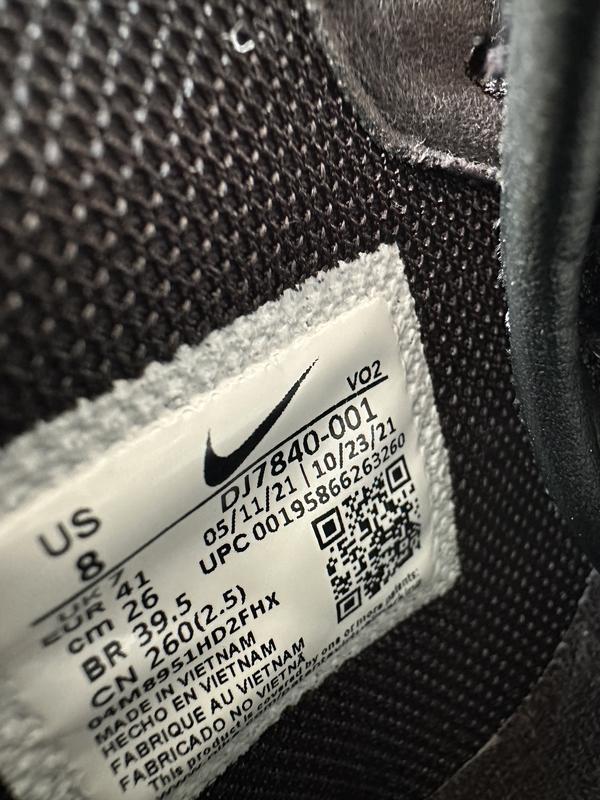 VO2
DJ7840-001
05/11/21 | 10/23/21
UPC 00195866263260
US
8
UK 7
EUR 41
cm 26
BR 39.5
CN 260(2.5)
04M8951HD2FHX
MADE IN VIETNAM
HECHO EN VIETNAM
FABRIQUE AU VIETNAM
FABRICADO NO VIETNA
This product is covered by one or more patents: